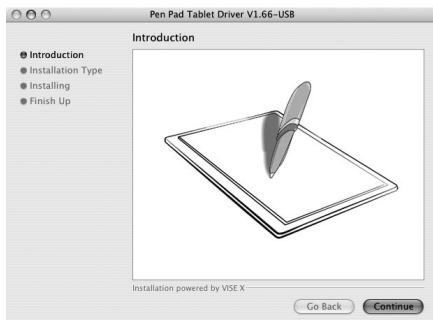 Pen Pad Tablet Driver V1.66-USB
Introduction
Introduction
Installation Type
Installing
Finish Up
Installation powered by VISE X
Go Back
Continue